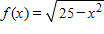 f(x) = √25 − x²